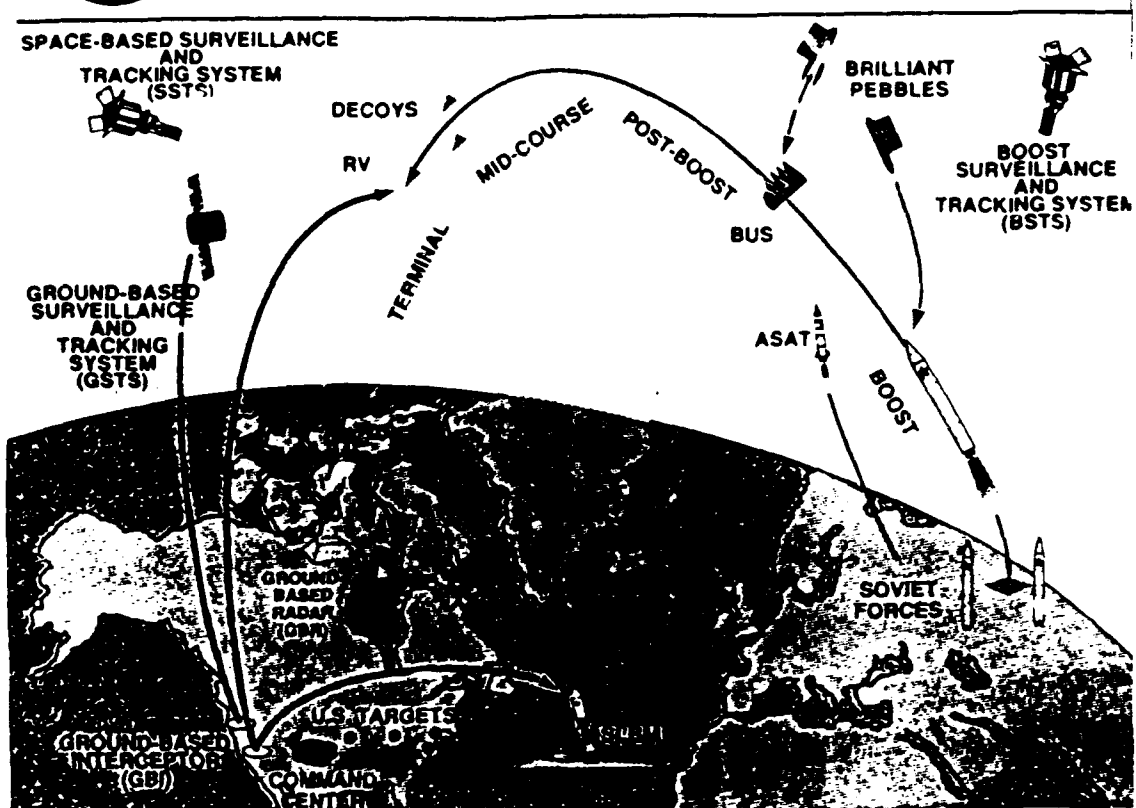 SPACE-BASED SURVEILLANCE
AND
TRACKING SYSTEM
(SSTS)
DECOYS
RV
MID-COURSE
POST-BOOST
BRILLIANT
PEBBLES
BOOST
SURVEILLANCE
AND
TRACKING SYSTEM
(BSTS)
BUS
TERMINAL
GROUND-BASED
SURVEILLANCE
AND
TRACKING
SYSTEM
(GSTS)
ASAT
BOOST
GROUND
BASED
RADAR
(GBR)
SOVIET
FORCES
U.S. TARGETS
GROUND-BASED
INTERCEPTOR
(GBI)
COMMAND
CENTER